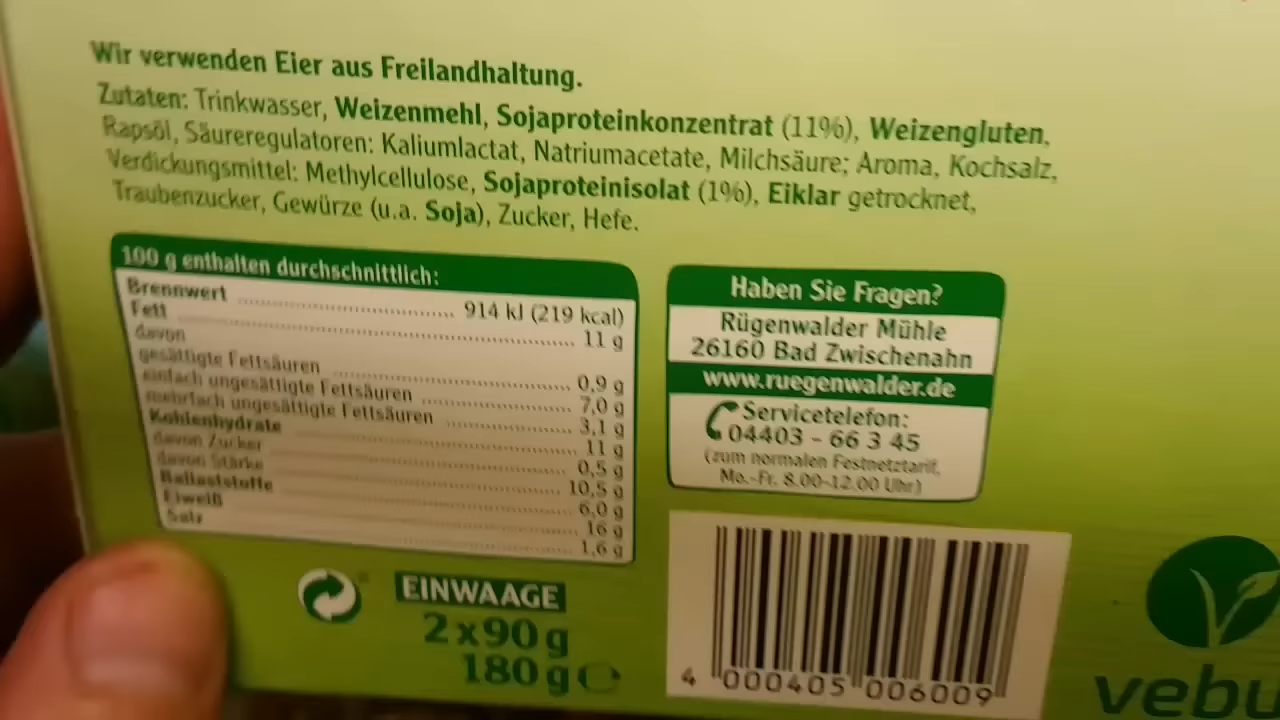 Wir verwenden Eier aus Freilandhaltung.
Zutaten: Trinkwasser, Weizenmehl, Sojaproteinkonzentrat (11%), Weizengluten,
Rapsöl, Säureregulatoren: Kaliumlactat, Natriumacetate, Milchsäure; Aroma, Kochsalz,
Verdickungsmittel: Methylcellulose, Sojaproteinisolat (1%), Eiklar getrocknet,
Traubenzucker, Gewürze (u.a. Soja), Zucker, Hefe.
100 g enthalten durchschnittlich:
Brennwert 914 kJ (219 kcal)
Fett 11 g
davon
gesättigte Fettsäuren 0,9 g
einfach ungesättigte Fettsäuren 7,0 g
mehrfach ungesättigte Fettsäuren 3,1 g
Kohlenhydrate 11 g
davon Zucker 0,5 g
davon Stärke 10,5 g
Ballaststoffe 6,0 g
Eiweiß 16 g
Salz 1,6 g
Haben Sie Fragen?
Rügenwalder Mühle
26160 Bad Zwischenahn
www.ruegenwalder.de
Servicetelefon:
04403 - 66 3 45
(zum normalen Festnetztarif,
Mo.-Fr. 8.00-12.00 Uhr)
EINWAAGE
2x90g
180g e
4 000405 006009
vebu